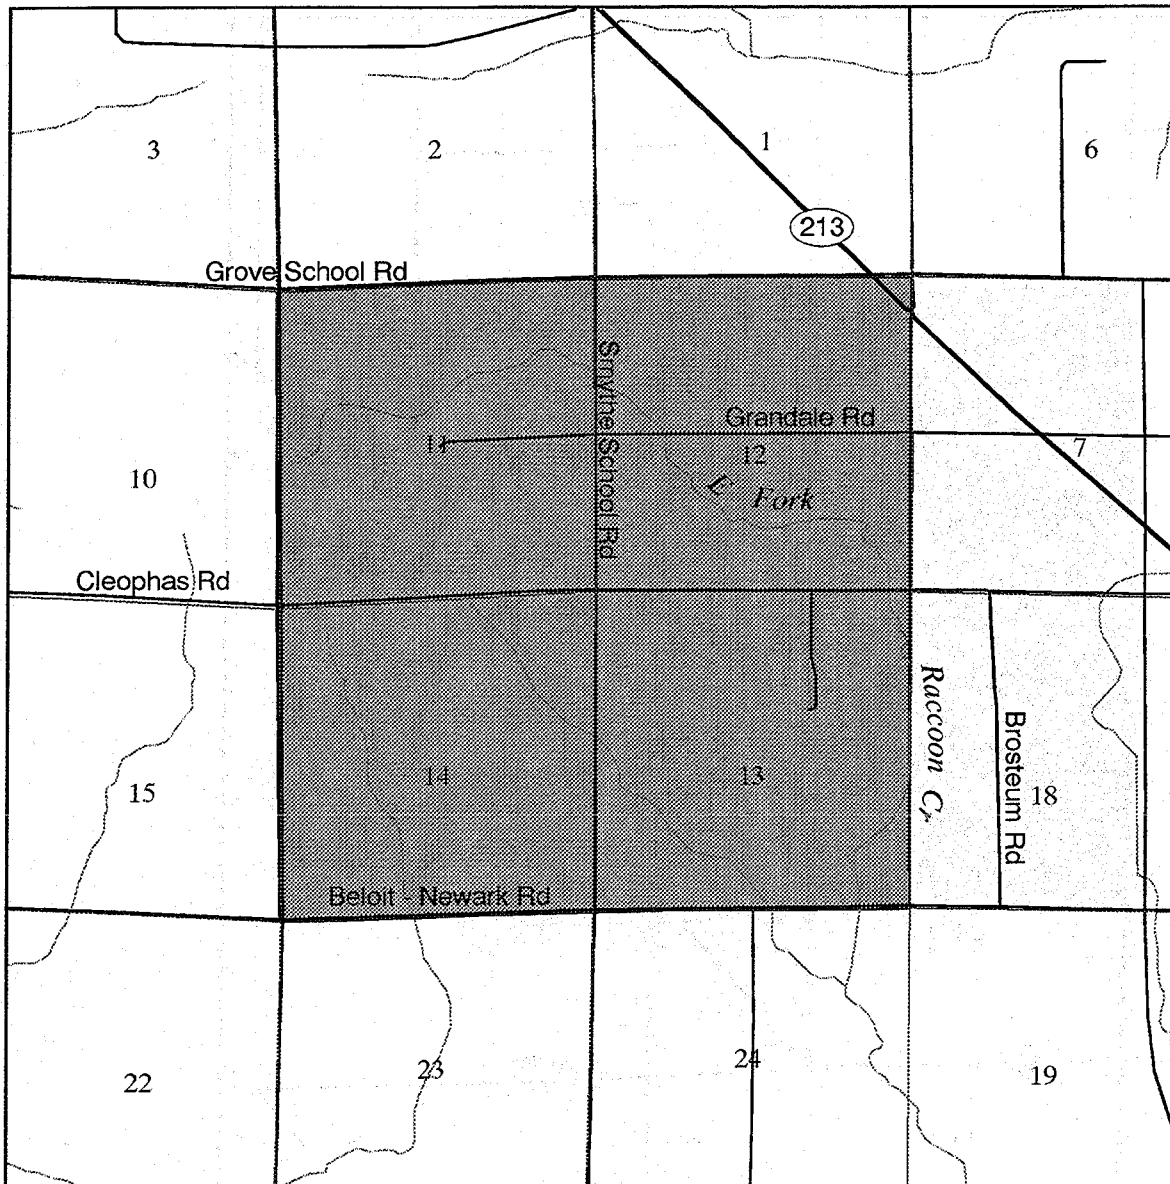 3
2
1
6
213
Grove School Rd
Smythe School Rd
Grandale Rd
11
12
7
10
L Fork
Cleophas Rd
Raccoon Cr
Brosteum Rd
15
14
13
18
Beloit - Newark Rd
22
23
24
19